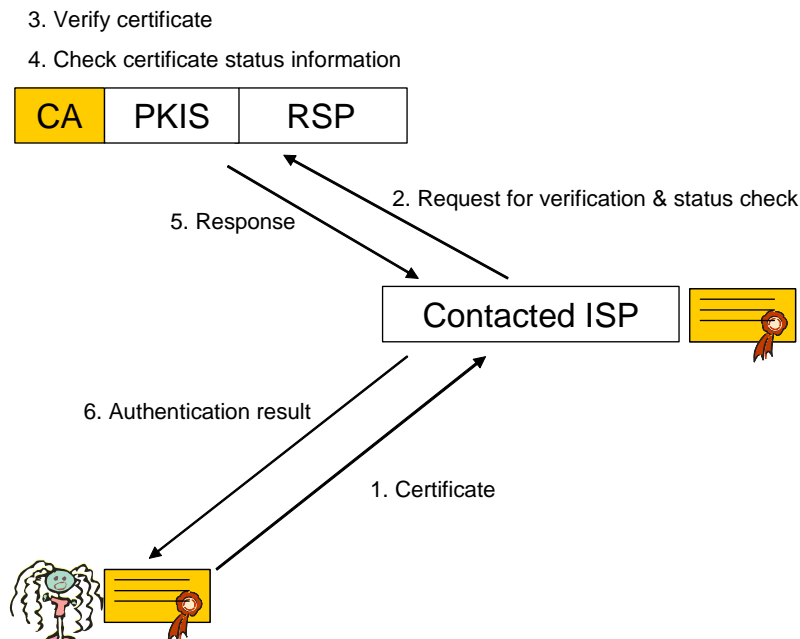 3. Verify certificate
4. Check certificate status information
CA PKIS RSP
2. Request for verification & status check
5. Response
Contacted ISP
6. Authentication result
1. Certificate